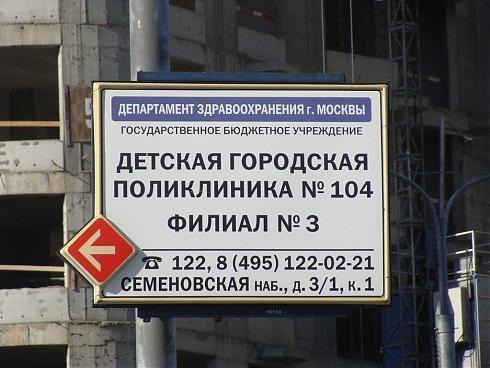 ДЕПАРТАМЕНТ ЗДРАВООХРАНЕНИЯ г. МОСКВЫ
ГОСУДАРСТВЕННОЕ БЮДЖЕТНОЕ УЧРЕЖДЕНИЕ
ДЕТСКАЯ ГОРОДСКАЯ
ПОЛИКЛИНИКА № 104
ФИЛИАЛ № 3
☎ 122, 8 (495) 122-02-21
СЕМЕНОВСКАЯ НАБ., Д. 3/1, К. 1